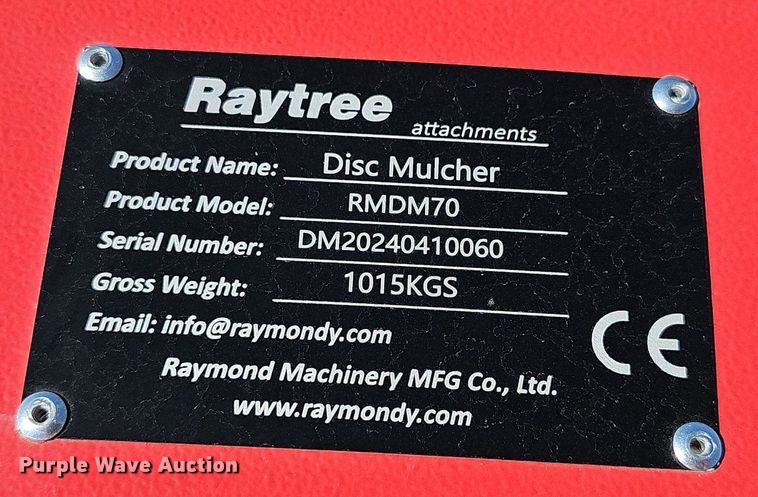 Raytree
attachments
Product Name: Disc Mulcher
Product Model: RMDM70
Serial Number: DM20240410060
Gross Weight: 1015KGS
Email: info@raymondy.com
CE
Raymond Machinery MFG Co., Ltd.
www.raymondy.com
Purple Wave Auction